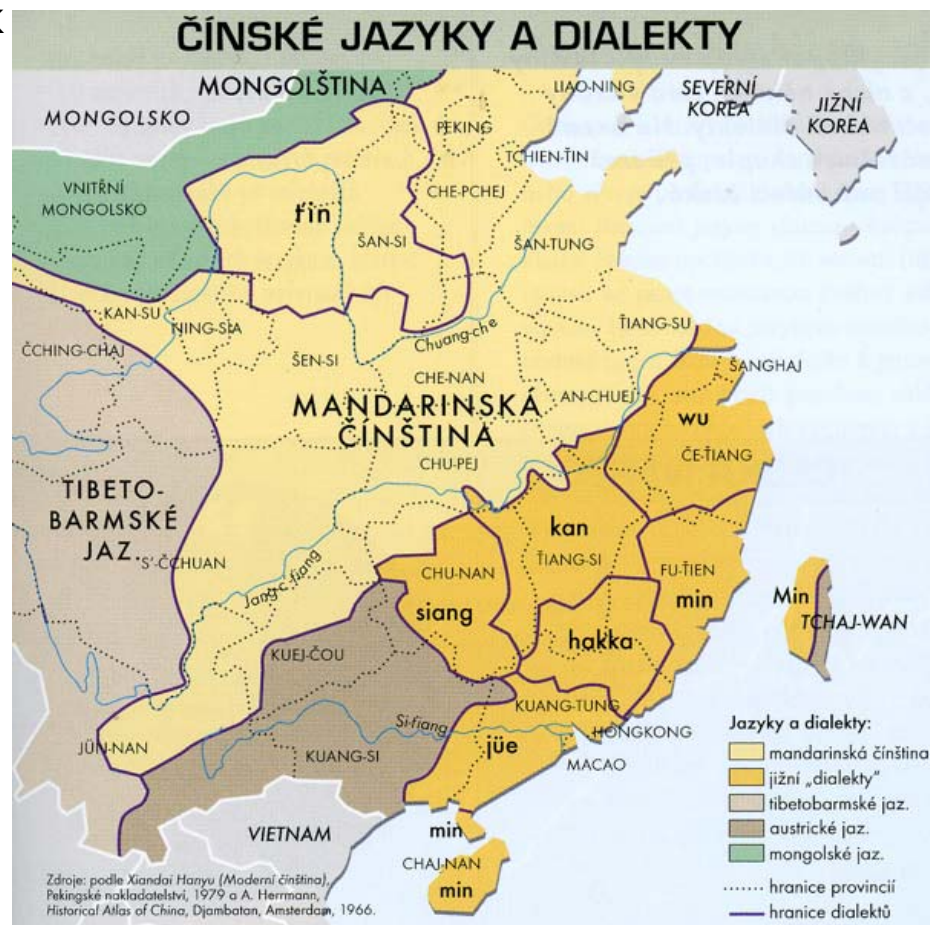 K
ČÍNSKÉ JAZYKY A DIALEKTY
MONGOLŠTINA
MONGOLSKO
LIAO-NING
SEVERNÍ
KOREA
JIŽNÍ
KOREA
PEKING
TCHIEN-ŤIN
VNITŘNÍ
MONGOLSKO
CHE-PCHEJ
ťin
ŠAN-SI
ŠAN-TUNG
KAN-SU
NING-SIA
ČCHING-CHAJ
ŠEN-SI
Chuang-che
ŤIANG-SU
CHE-NAN
ŠANGHAJ
AN-CHUEJ
MANDARINSKÁ
ČÍNŠTINA
wu
ČE-ŤIANG
CHU-PEJ
TIBETO-
BARMSKÉ
JAZ.
S'-ČCHUAN
kan
ŤIANG-SI
Jang-c'-ťiang
CHU-NAN
siang
FU-ŤIEN
min
Min
TCHAJ-WAN
hakka
KUEJ-ČOU
KUANG-TUNG
HONGKONG
Si-ťiang
JÜN-NAN
KUANG-SI
jüe
MACAO
VIETNAM
min
CHAJ-NAN
min
Jazyky a dialekty:
mandarinská čínština
jižní „dialekty"
tibetobarmské jaz.
austrické jaz.
mongolské jaz.
hranice provincií
hranice dialektů
Zdroje: podle Xiandai Hanyu (Moderní čínština),
Pekingské nakladatelství, 1979 a A. Herrmann,
Historical Atlas of China, Djambatan, Amsterdam, 1966.